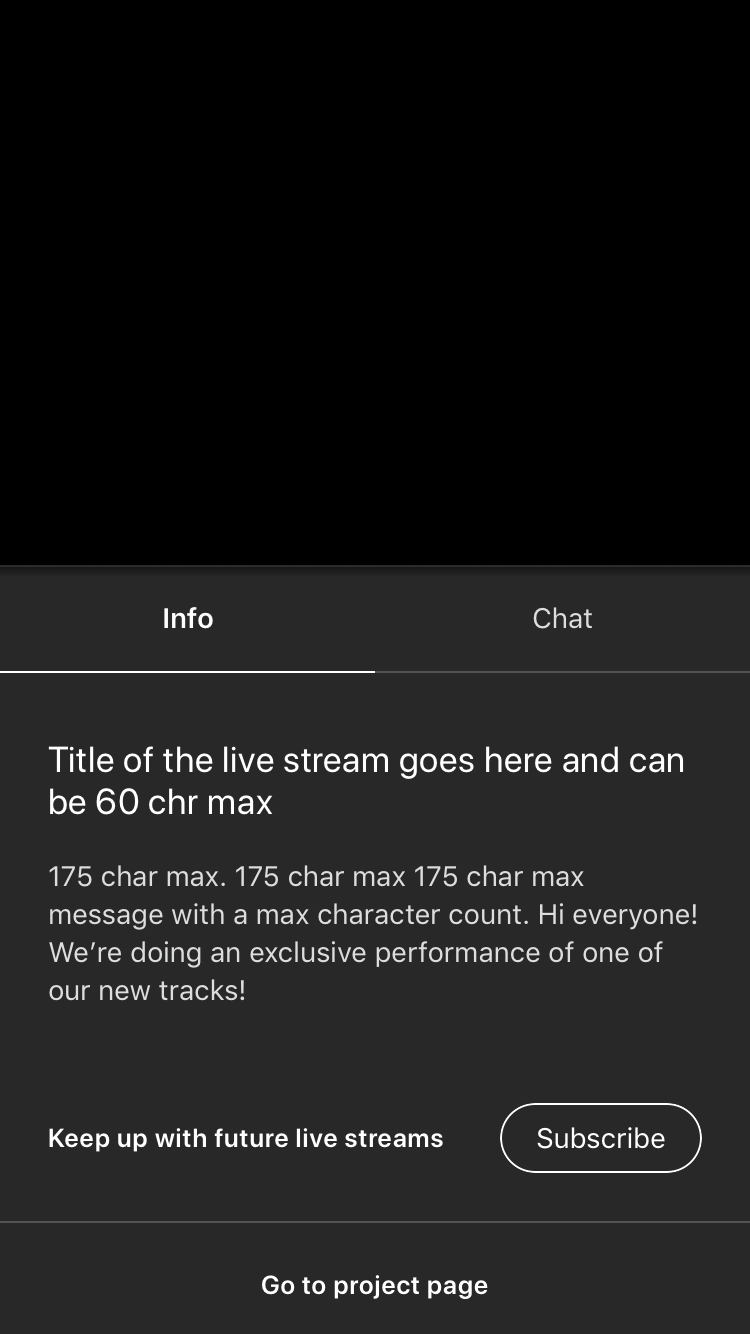 Info
Chat
Title of the live stream goes here and can
be 60 chr max
175 char max. 175 char max 175 char max
message with a max character count. Hi everyone!
We’re doing an exclusive performance of one of
our new tracks!
Keep up with future live streams
Subscribe
Go to project page